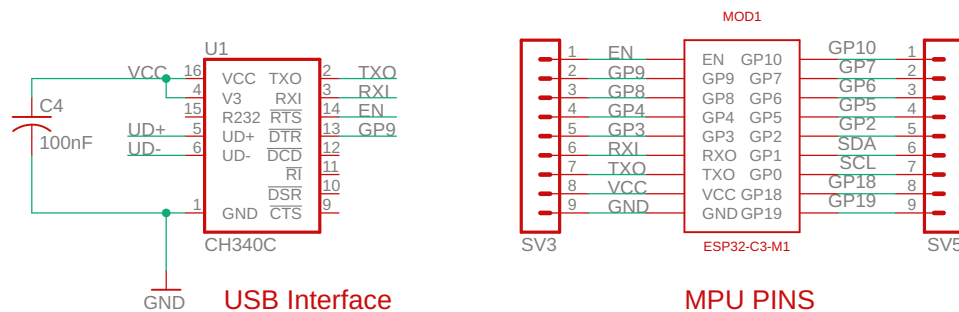 MOD1
U1
VCC 16 VCC TXO 2 TXO
4 V3 RXI 3 RXI
15 R232 RTS 14 EN
UD+ 5 UD+ DTR 13 GP9
UD- 6 UD- DCD 12
RI 11
DSR 10
1 GND CTS 9
C4
100nF
CH340C
GND
USB Interface
1 EN EN GP10 GP10 1
2 GP9 GP9 GP7 GP7 2
3 GP8 GP8 GP6 GP6 3
4 GP4 GP4 GP5 GP5 4
5 GP3 GP3 GP2 GP2 5
6 RXI RXO GP1 SDA 6
7 TXO TXO GP0 SCL 7
8 VCC VCC GP18 GP18 8
9 GND GND GP19 GP19 9
SV3
ESP32-C3-M1
SV5
MPU PINS